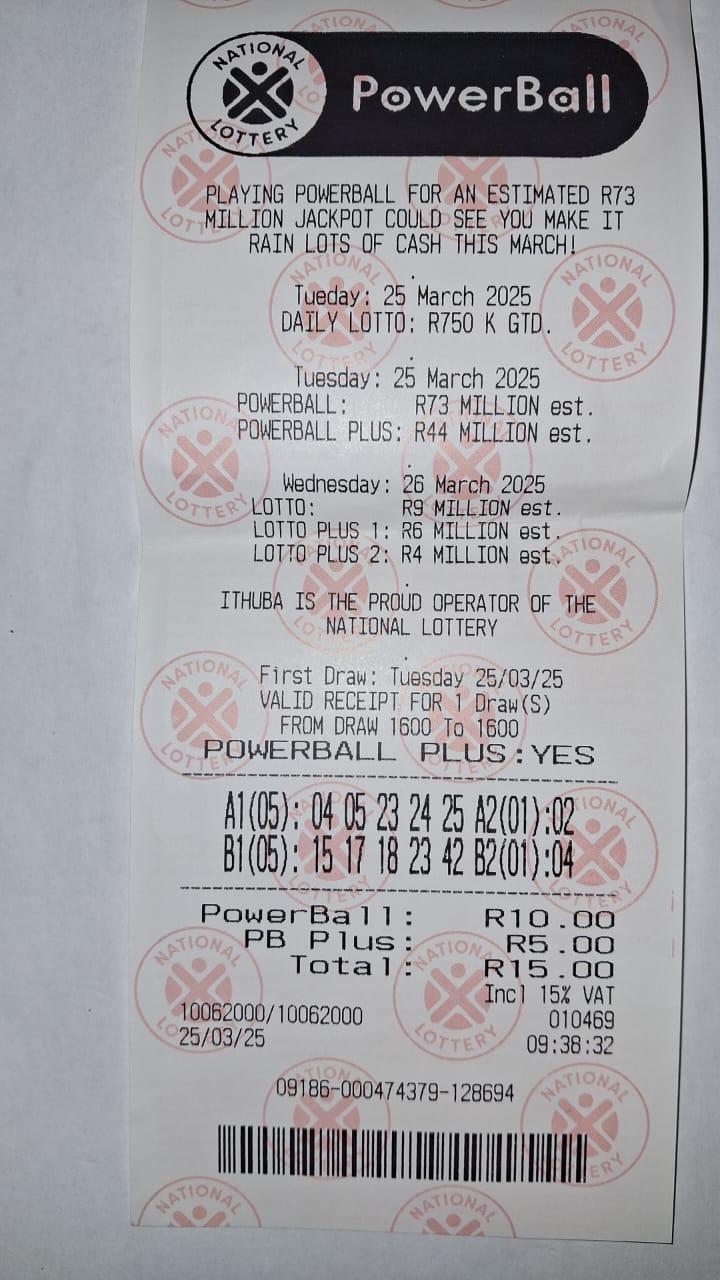 NATIONAL LOTTERY
PowerBall
PLAYING POWERBALL FOR AN ESTIMATED R73
MILLION JACKPOT COULD SEE YOU MAKE IT
RAIN LOTS OF CASH THIS MARCH!
.
Tueday: 25 March 2025
DAILY LOTTO: R750 K GTD.
.
Tuesday: 25 March 2025
POWERBALL: R73 MILLION est.
POWERBALL PLUS: R44 MILLION est.
.
Wednesday: 26 March 2025
LOTTO: R9 MILLION est.
LOTTO PLUS 1: R6 MILLION est.
LOTTO PLUS 2: R4 MILLION est.
.
ITHUBA IS THE PROUD OPERATOR OF THE
NATIONAL LOTTERY
.
First Draw: Tuesday 25/03/25
VALID RECEIPT FOR 1 Draw(S)
FROM DRAW 1600 To 1600
POWERBALL PLUS:YES
A1(05): 04 05 23 24 25 A2(01):02
B1(05): 15 17 18 23 42 B2(01):04
PowerBall: R10.00
PB Plus: R5.00
Total: R15.00
Incl 15% VAT
10062000/10062000 010469
25/03/25 09:38:32
09186-000474379-128694